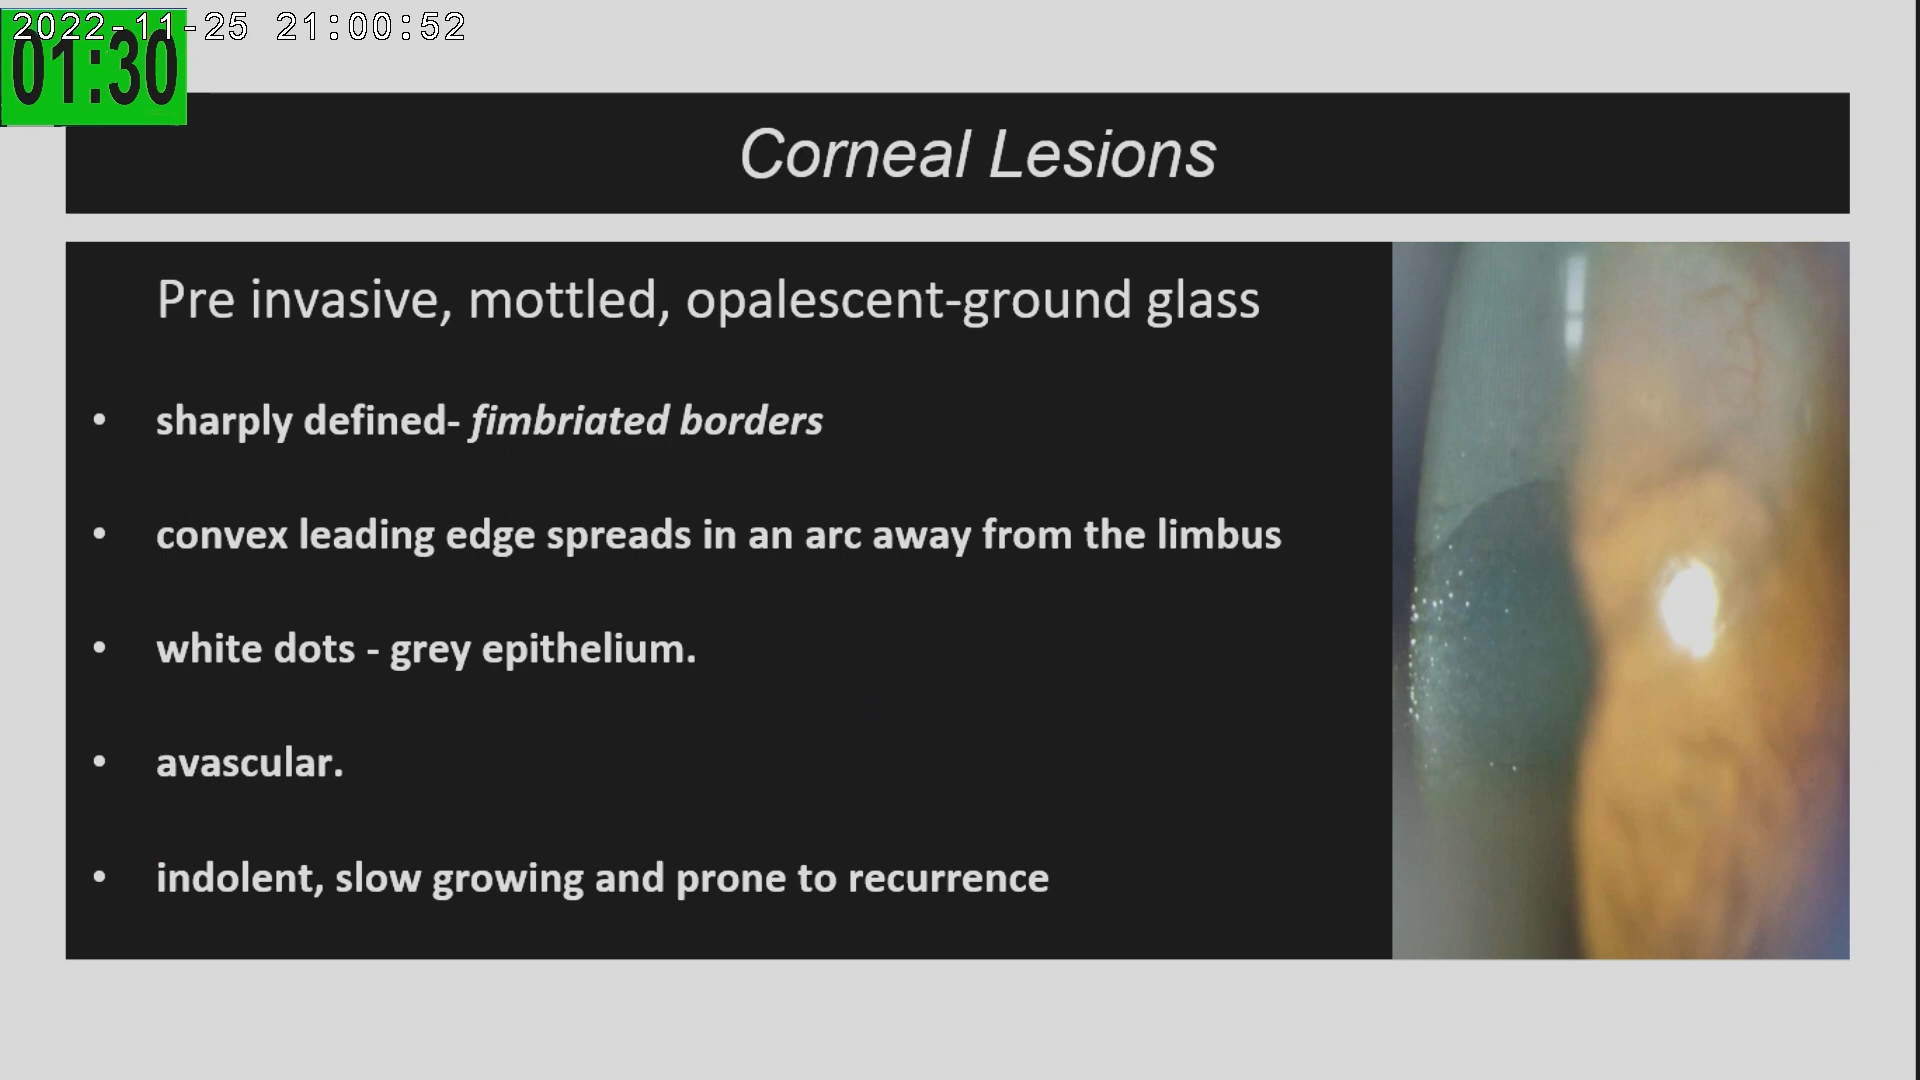 2022-11-25 21:00:52
01:30
Corneal Lesions
Pre invasive, mottled, opalescent-ground glass
• sharply defined- fimbriated borders
• convex leading edge spreads in an arc away from the limbus
• white dots - grey epithelium.
• avascular.
• indolent, slow growing and prone to recurrence